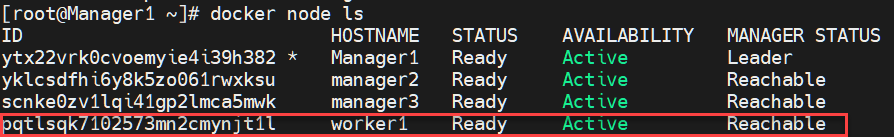 [root@Manager1 ~]# docker node ls
ID HOSTNAME STATUS AVAILABILITY MANAGER STATUS
ytx22vrk0cvoemyie4i39h382 * Manager1 Ready Active Leader
yklcsdfhi6y8k5zo061rwxksu manager2 Ready Active Reachable
scnke0zv1lqi41gp2lmca5mwk manager3 Ready Active Reachable
pqtlsqk7102573mn2cmynjt1l worker1 Ready Active Reachable